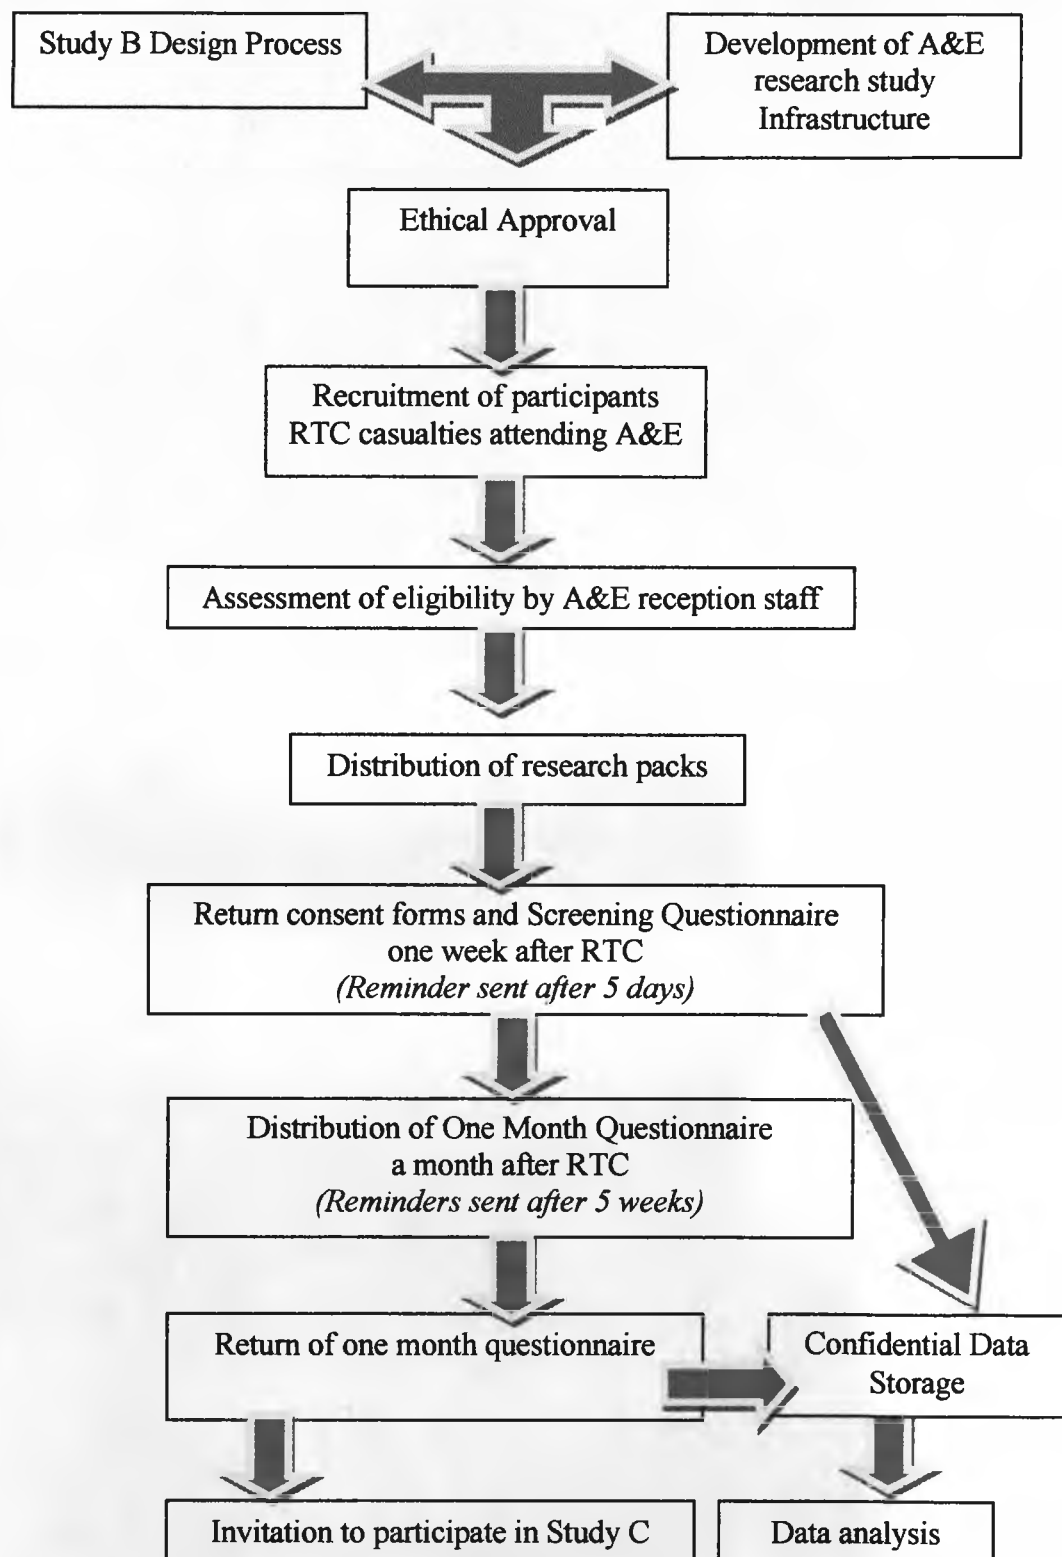 Study B Design Process
Development of A&E
research study
Infrastructure
Ethical Approval
Recruitment of participants
RTC casualties attending A&E
Assessment of eligibility by A&E reception staff
Distribution of research packs
Return consent forms and Screening Questionnaire
one week after RTC
(Reminder sent after 5 days)
Distribution of One Month Questionnaire
a month after RTC
(Reminders sent after 5 weeks)
Return of one month questionnaire
Confidential Data
Storage
Invitation to participate in Study C
Data analysis